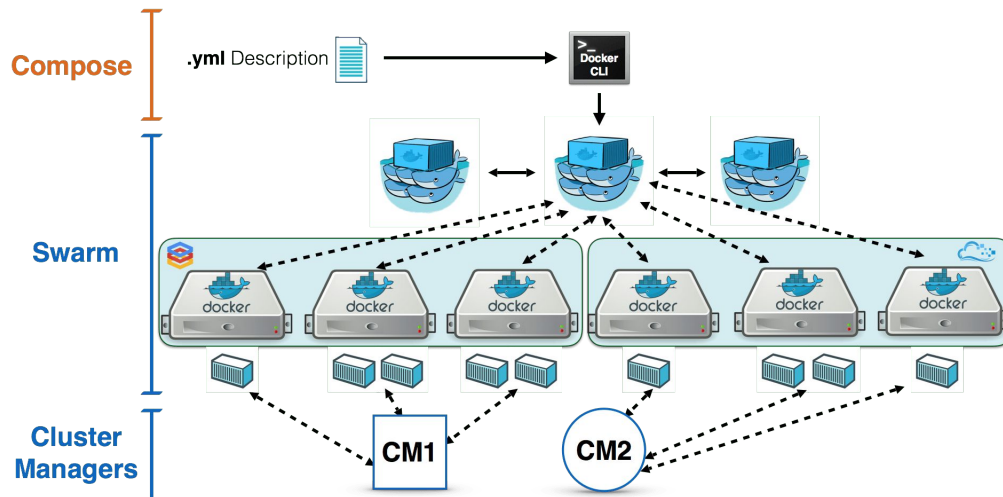 Compose
.yml Description
>_
Docker
CLI
Swarm
docker
docker
docker
docker
docker
docker
Cluster
Managers
CM1
CM2